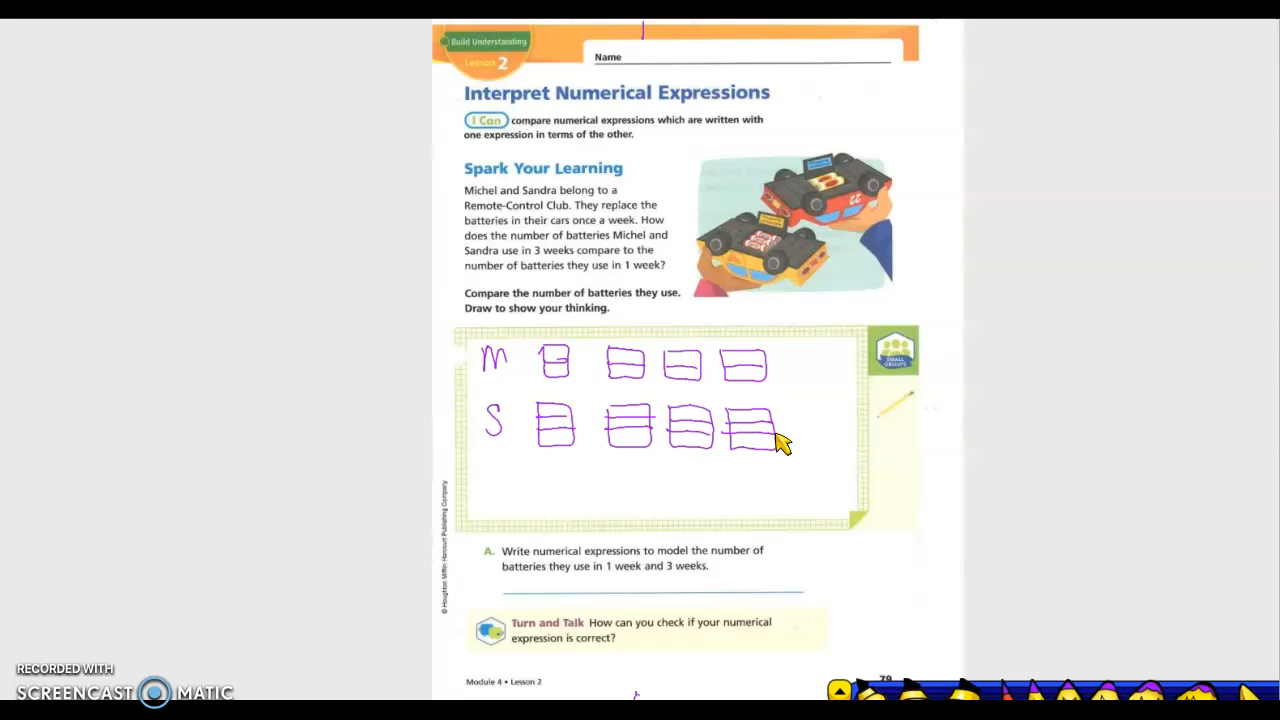 Build Understanding
Lesson 2
Name
Interpret Numerical Expressions
I Can compare numerical expressions which are written with
one expression in terms of the other.
Spark Your Learning
Michel and Sandra belong to a
Remote-Control Club. They replace the
batteries in their cars once a week. How
does the number of batteries Michel and
Sandra use in 3 weeks compare to the
number of batteries they use in 1 week?
Compare the number of batteries they use.
Draw to show your thinking.
SMALL
GROUPS
M
S
A. Write numerical expressions to model the number of
batteries they use in 1 week and 3 weeks.
Turn and Talk How can you check if your numerical
expression is correct?
© Houghton Mifflin Harcourt Publishing Company
Module 4 • Lesson 2
79
RECORDED WITH
SCREENCAST MATIC